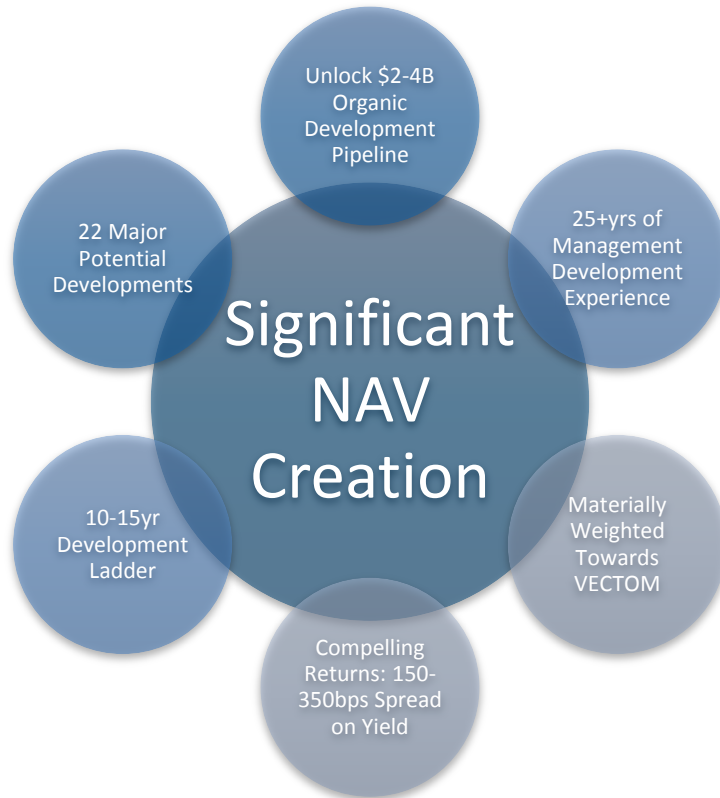 Unlock $2-4B
Organic
Development
Pipeline
25+yrs of
Management
Development
Experience
Materially
Weighted
Towards
VECTOM
Compelling
Returns: 150-
350bps Spread
on Yield
10-15yr
Development
Ladder
22 Major
Potential
Developments
Significant
NAV
Creation